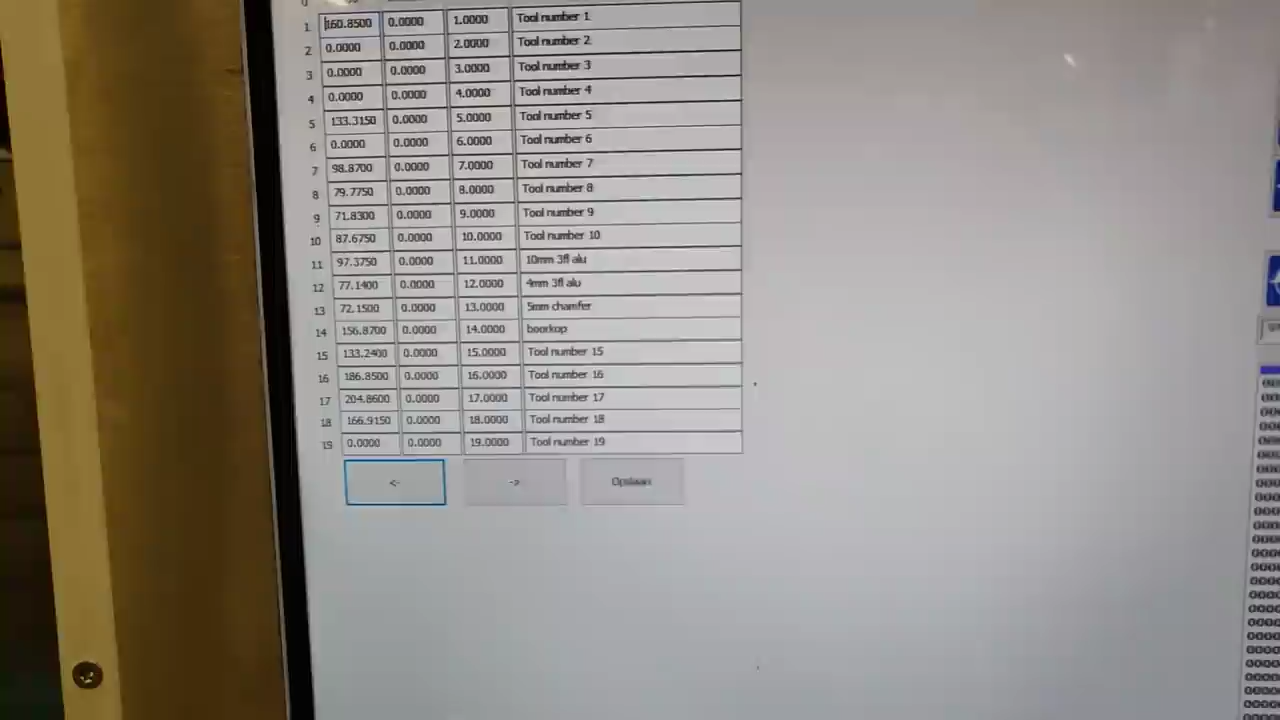 1 160.8500 0.0000 1.0000 Tool number 1
2 0.0000 0.0000 2.0000 Tool number 2
3 0.0000 0.0000 3.0000 Tool number 3
4 0.0000 0.0000 4.0000 Tool number 4
5 133.3150 0.0000 5.0000 Tool number 5
6 0.0000 0.0000 6.0000 Tool number 6
7 98.8700 0.0000 7.0000 Tool number 7
8 79.7750 0.0000 8.0000 Tool number 8
9 71.8300 0.0000 9.0000 Tool number 9
10 87.6750 0.0000 10.0000 Tool number 10
11 97.3750 0.0000 11.0000 10mm 3fl alu
12 77.1400 0.0000 12.0000 4mm 3fl alu
13 72.1500 0.0000 13.0000 5mm chamfer
14 156.8700 0.0000 14.0000 boorkop
15 133.2400 0.0000 15.0000 Tool number 15
16 186.8500 0.0000 16.0000 Tool number 16
17 204.8600 0.0000 17.0000 Tool number 17
18 166.9150 0.0000 18.0000 Tool number 18
19 0.0000 0.0000 19.0000 Tool number 19
<- -> Opslaan